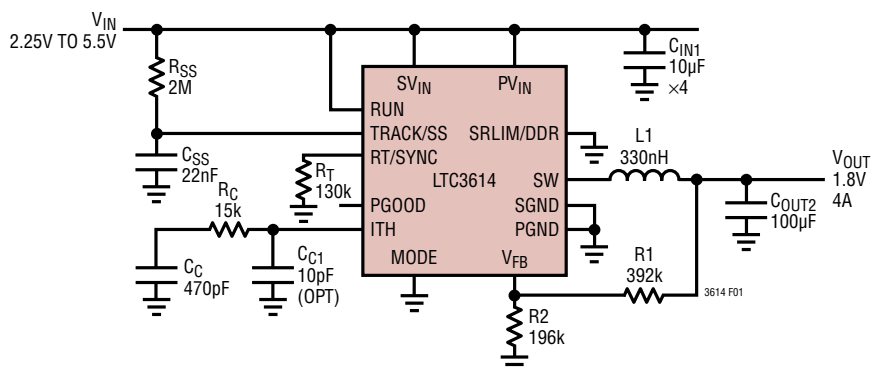 VIN
2.25V TO 5.5V
RSS
2M
CSS
22nF
RC
15k
CC
470pF
CC1
10pF
(OPT)
RT
130k
SVIN
PVIN
RUN
TRACK/SS
SRLIM/DDR
RT/SYNC
LTC3614
SW
PGOOD
SGND
ITH
PGND
MODE
VFB
CIN1
10µF
×4
L1
330nH
VOUT
1.8V
4A
COUT2
100µF
R1
392k
3614 F01
R2
196k